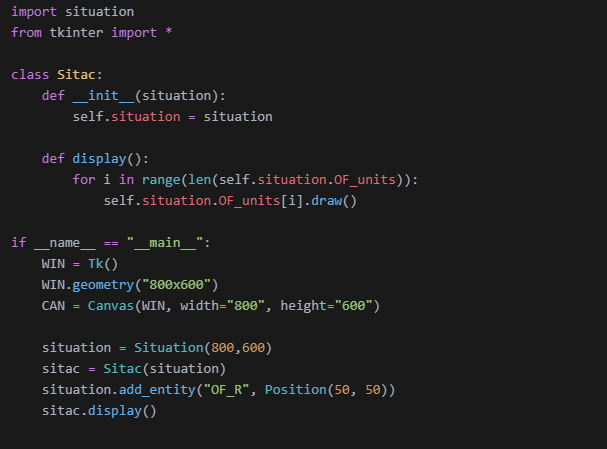 import situation
from tkinter import *
class Sitac:
    def __init__(situation):
        self.situation = situation
    def display():
        for i in range(len(self.situation.OF_units)):
            self.situation.OF_units[i].draw()
if __name__ == "__main__":
    WIN = Tk()
    WIN.geometry("800x600")
    CAN = Canvas(WIN, width="800", height="600")
    situation = Situation(800,600)
    sitac = Sitac(situation)
    situation.add_entity("OF_R", Position(50, 50))
    sitac.display()